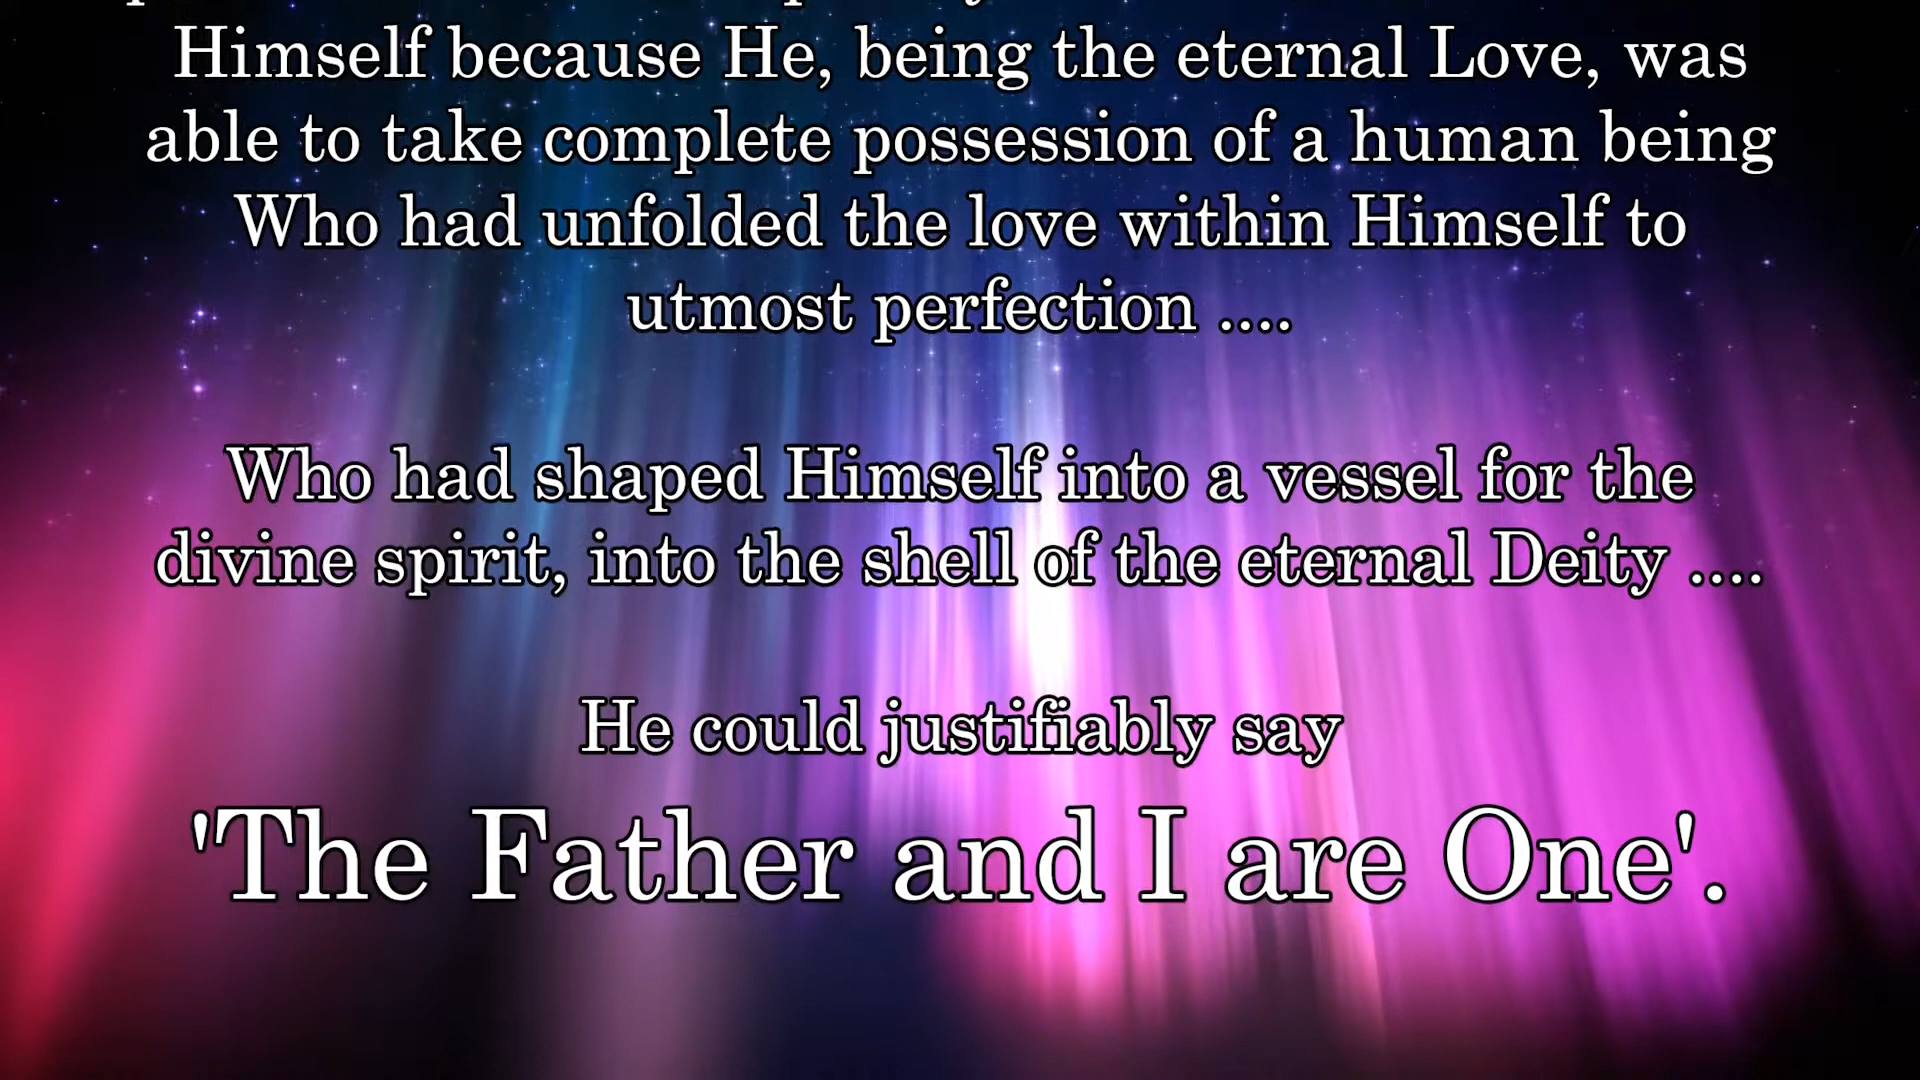 Himself because He, being the eternal Love, was
able to take complete possession of a human being
Who had unfolded the love within Himself to
utmost perfection ....
Who had shaped Himself into a vessel for the
divine spirit, into the shell of the eternal Deity ....
He could justifiably say
'The Father and I are One'.